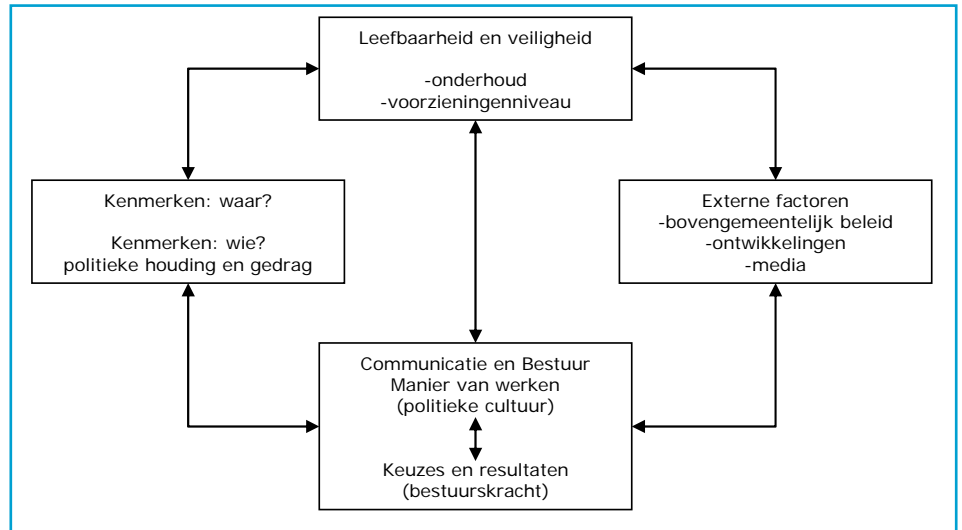 Leefbaarheid en veiligheid
-onderhoud
-voorzieningenniveau
Kenmerken: waar?
Kenmerken: wie?
politieke houding en gedrag
Externe factoren
-bovengemeentelijk beleid
-ontwikkelingen
-media
Communicatie en Bestuur
Manier van werken
(politieke cultuur)
Keuzes en resultaten
(bestuurskracht)